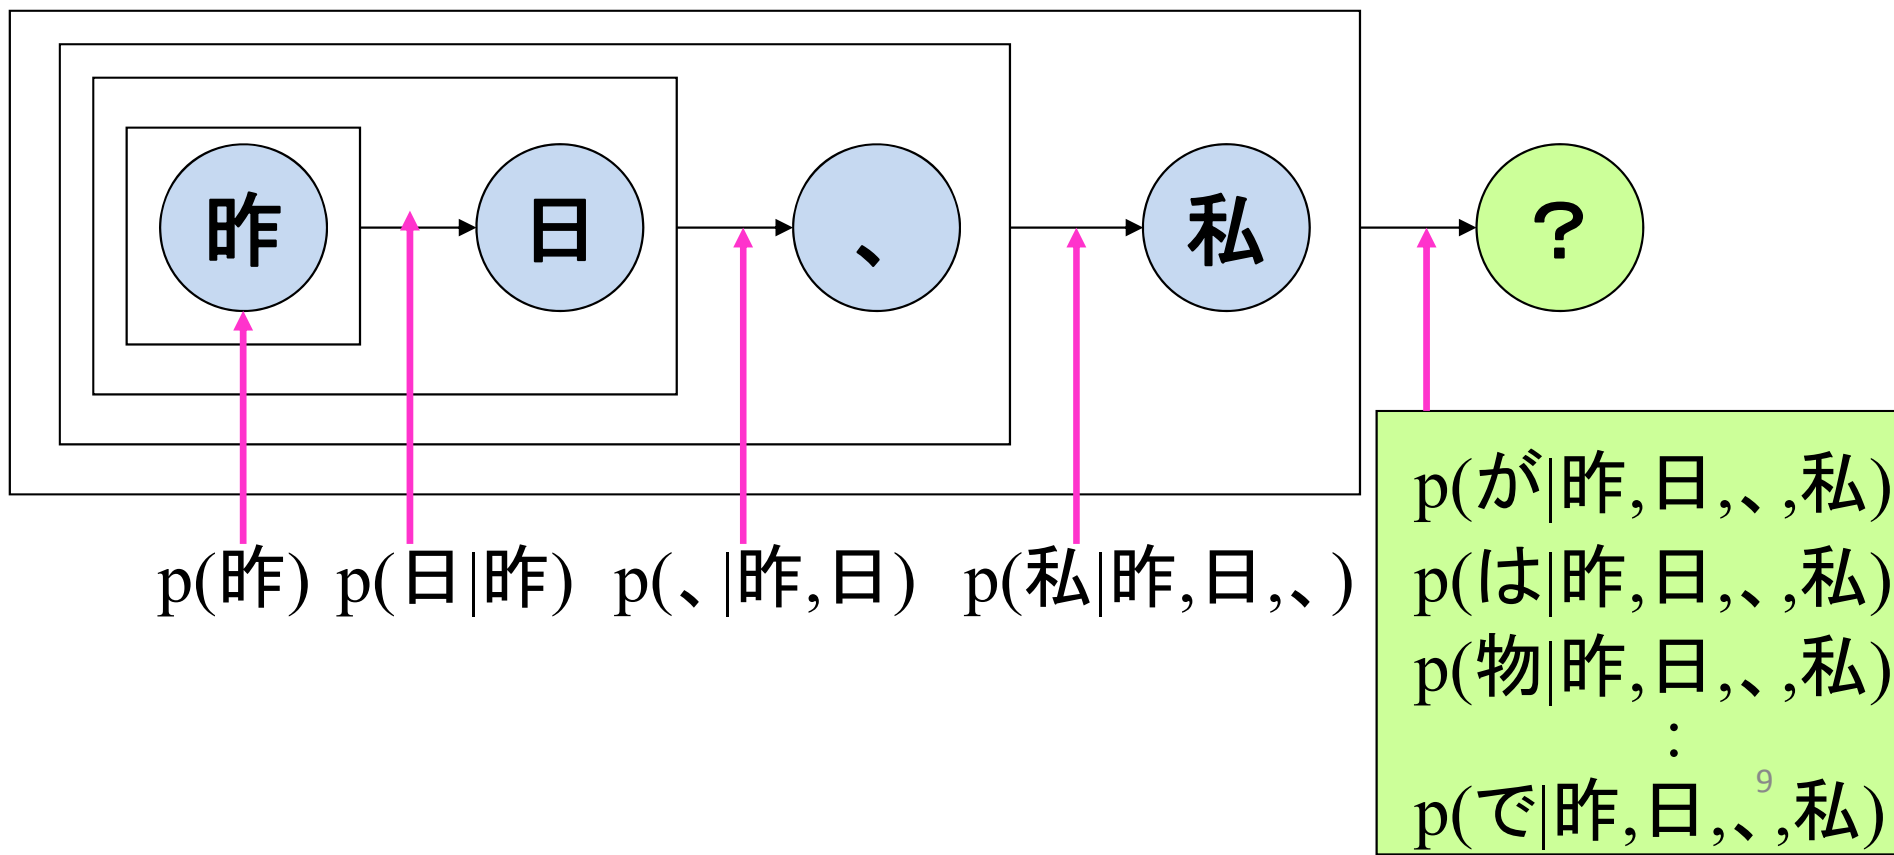 昨 日 、 私 ?
p(昨) p(日|昨) p(、|昨,日) p(私|昨,日,、)
p(が|昨,日,、,私)
p(は|昨,日,、,私)
p(物|昨,日,、,私)
:
9
p(で|昨,日,、,私)